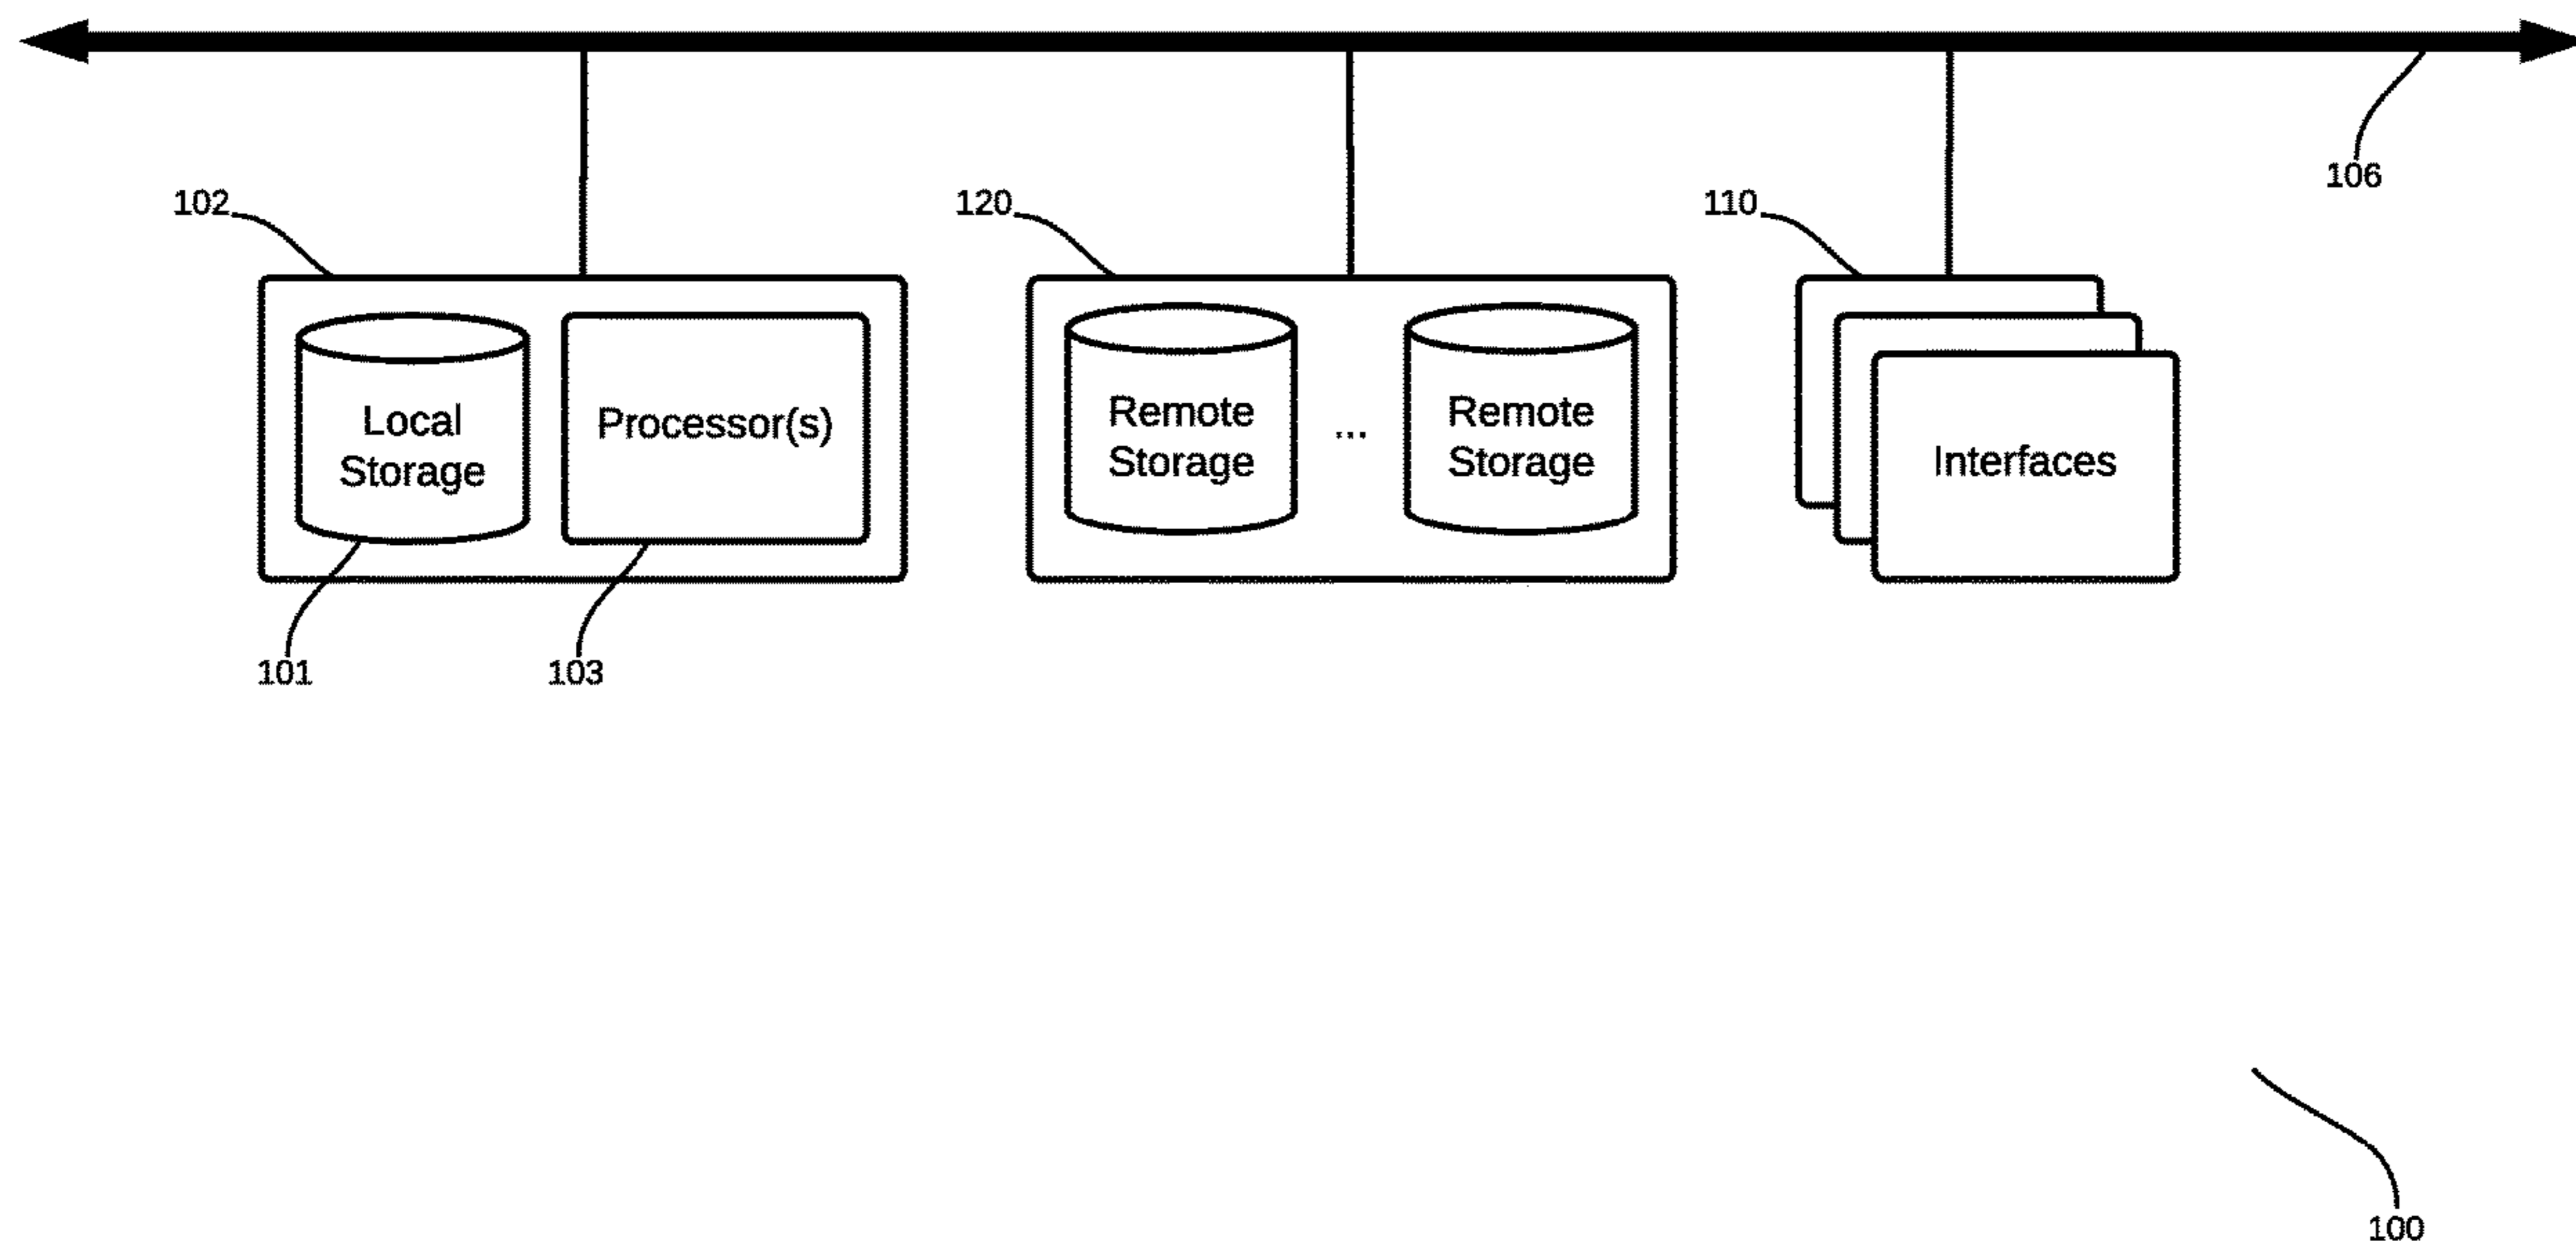 106
102
120
110
Local
Storage
Processor(s)
Remote
Storage
...
Remote
Storage
Interfaces
101
103
100